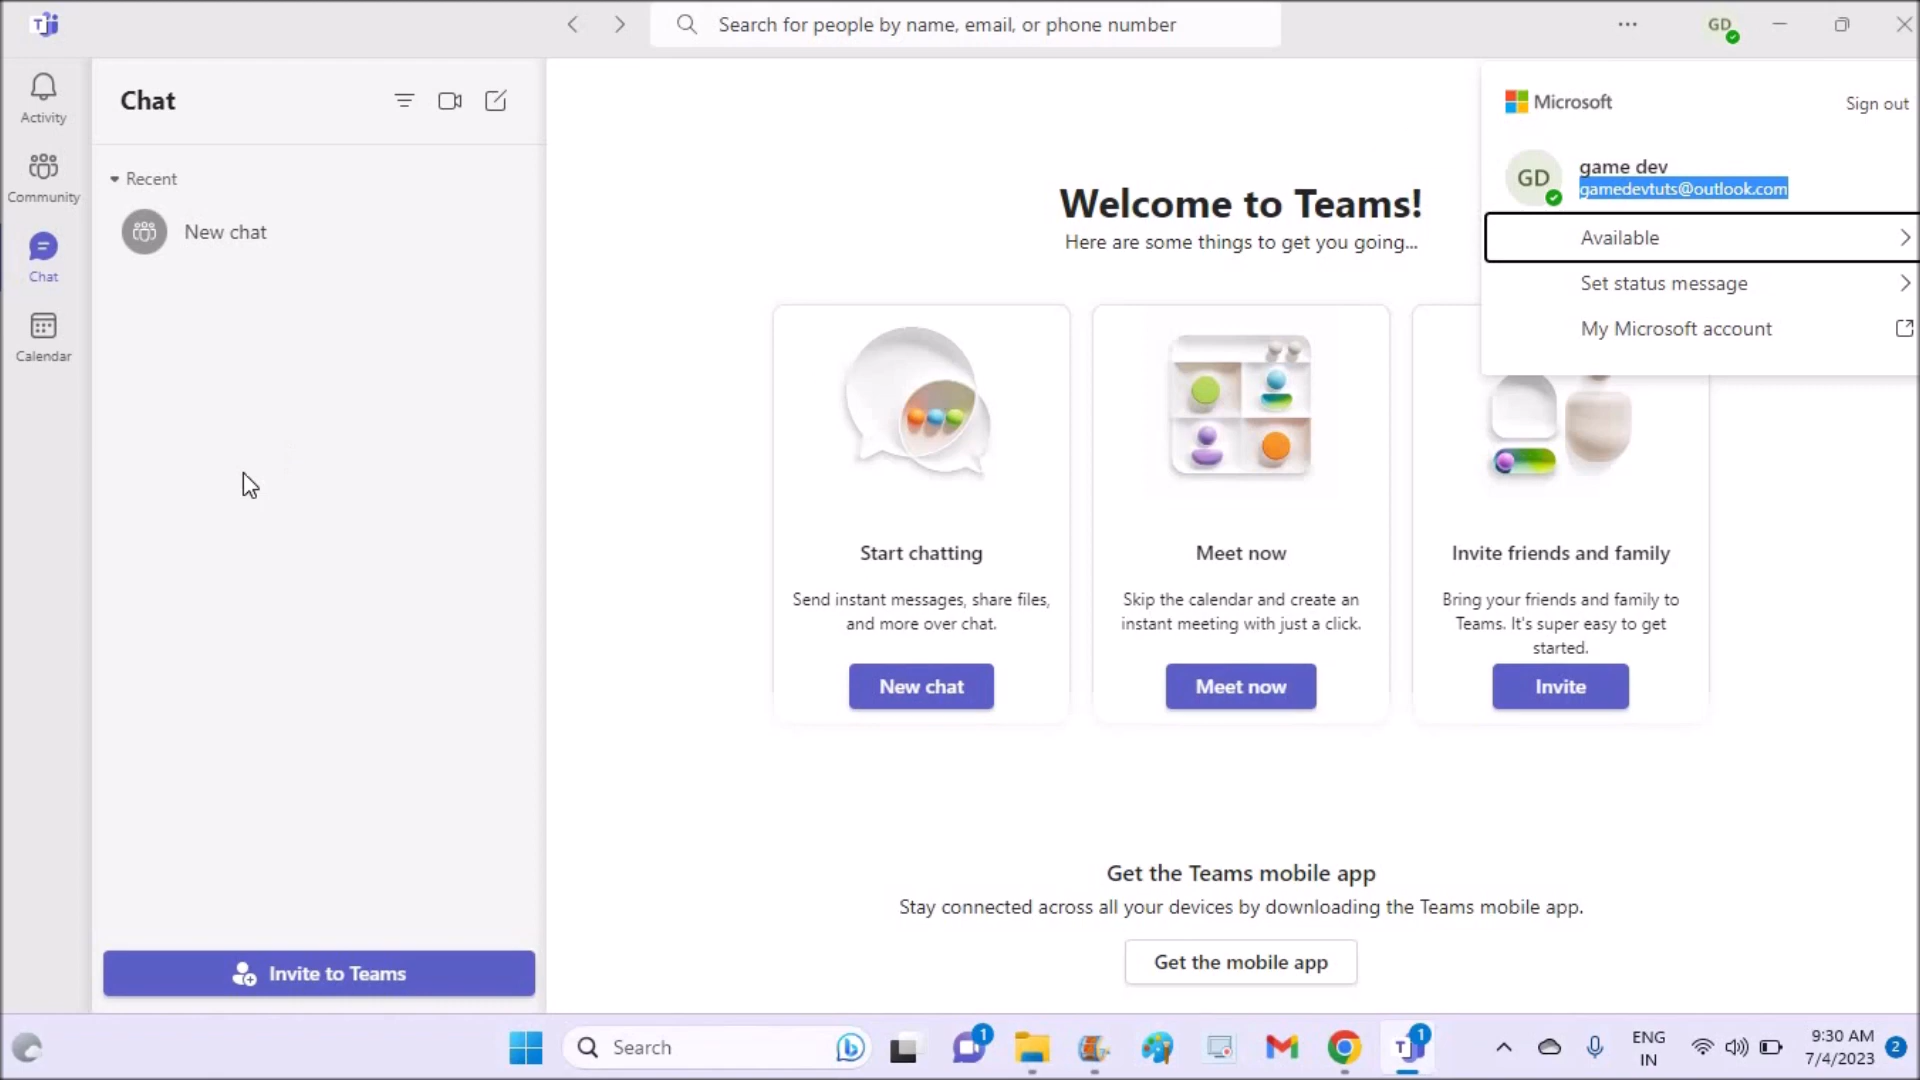 Search for people by name, email, or phone number
GD
Activity
Community
Chat
Calendar
Chat
Recent
New chat
Welcome to Teams!
Here are some things to get you going...
Start chatting
Send instant messages, share files,
and more over chat.
New chat
Meet now
Skip the calendar and create an
instant meeting with just a click.
Meet now
Invite friends and family
Bring your friends and family to
Teams. It's super easy to get
started.
Invite
Microsoft
Sign out
GD
game dev
gamedevtuts@outlook.com
Available
Set status message
My Microsoft account
Get the Teams mobile app
Stay connected across all your devices by downloading the Teams mobile app.
Get the mobile app
Invite to Teams
Search
1
1
ENG
IN
9:30 AM
7/4/2023
2